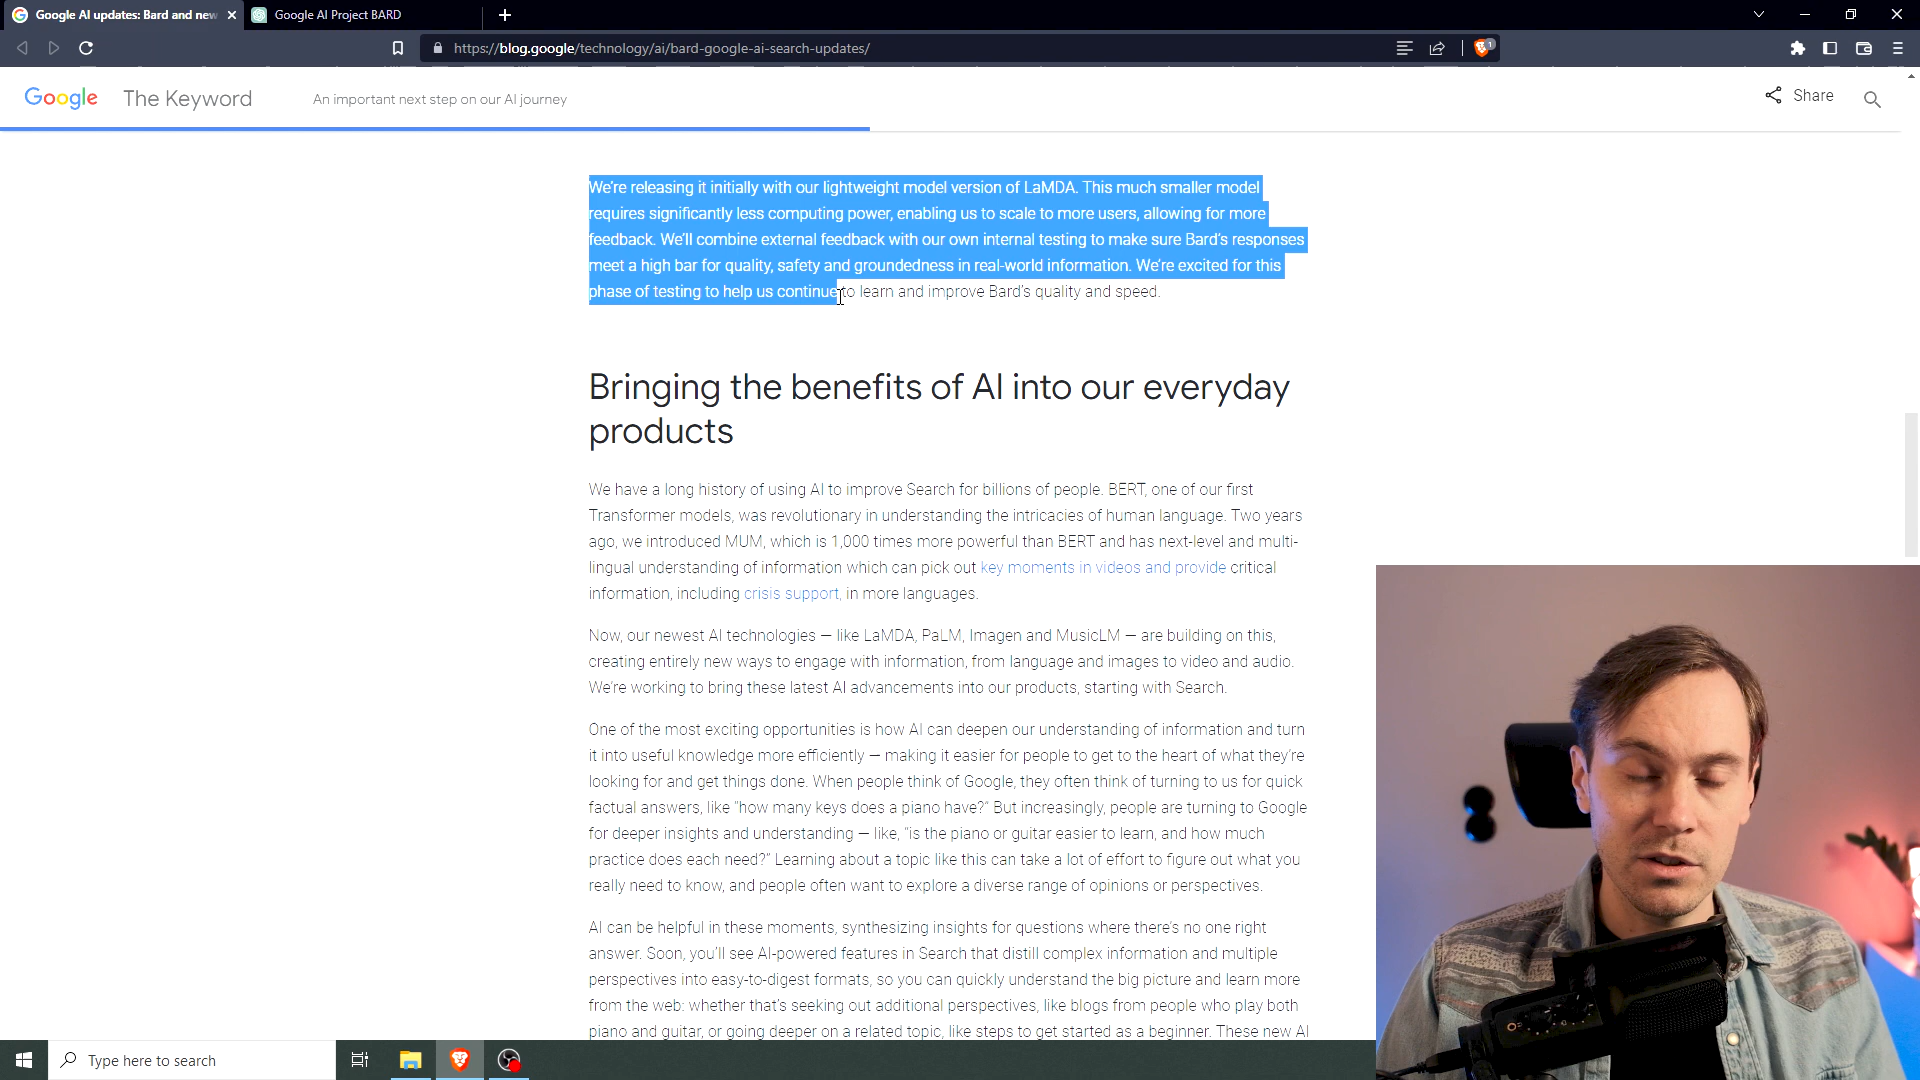 Google AI updates: Bard and new
Google AI Project BARD
https://blog.google/technology/ai/bard-google-ai-search-updates/
1
Google The Keyword
An important next step on our AI journey
Share
We're releasing it initially with our lightweight model version of LaMDA. This much smaller model
requires significantly less computing power, enabling us to scale to more users, allowing for more
feedback. We'll combine external feedback with our own internal testing to make sure Bard's responses
meet a high bar for quality, safety and groundedness in real-world information. We're excited for this
phase of testing to help us continue to learn and improve Bard's quality and speed.
Bringing the benefits of AI into our everyday
products
We have a long history of using AI to improve Search for billions of people. BERT, one of our first
Transformer models, was revolutionary in understanding the intricacies of human language. Two years
ago, we introduced MUM, which is 1,000 times more powerful than BERT and has next-level and multi-
lingual understanding of information which can pick out key moments in videos and provide critical
information, including crisis support, in more languages.
Now, our newest AI technologies — like LaMDA, PaLM, Imagen and MusicLM — are building on this,
creating entirely new ways to engage with information, from language and images to video and audio.
We're working to bring these latest AI advancements into our products, starting with Search.
One of the most exciting opportunities is how AI can deepen our understanding of information and turn
it into useful knowledge more efficiently — making it easier for people to get to the heart of what they're
looking for and get things done. When people think of Google, they often think of turning to us for quick
factual answers, like "how many keys does a piano have?" But increasingly, people are turning to Google
for deeper insights and understanding — like, "is the piano or guitar easier to learn, and how much
practice does each need?" Learning about a topic like this can take a lot of effort to figure out what you
really need to know, and people often want to explore a diverse range of opinions or perspectives.
AI can be helpful in these moments, synthesizing insights for questions where there's no one right
answer. Soon, you'll see AI-powered features in Search that distill complex information and multiple
perspectives into easy-to-digest formats, so you can quickly understand the big picture and learn more
from the web: whether that's seeking out additional perspectives, like blogs from people who play both
piano and guitar, or going deeper on a related topic, like steps to get started as a beginner. These new AI
Type here to search